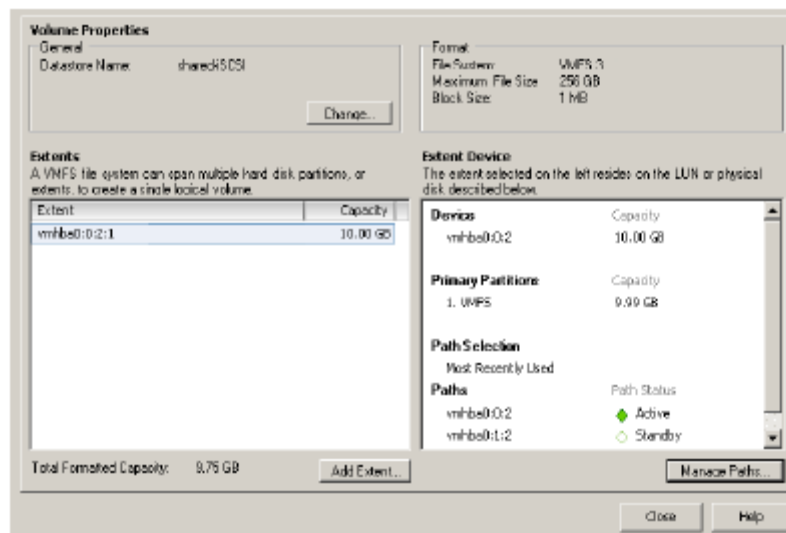 Volume Properties
General
Datastore Name: sharediSCSI
Change...
Format
File System: VMFS 3
Maximum File Size 256 GB
Block Size: 1 MB
Extents
A VMFS file system can span multiple hard disk partitions, or
extents, to create a single logical volume.
Extent Capacity
vmhba0:0:2:1 10.00 GB
Total Formatted Capacity: 9.75 GB
Add Extent...
Extent Device
The extent selected on the left resides on the LUN or physical
disk described below.
Device Capacity
vmhba0:0:2 10.00 GB
Primary Partitions Capacity
1. VMFS 9.99 GB
Path Selection
Most Recently Used
Paths Path Status
vmhba0:0:2 Active
vmhba0:1:2 Standby
Manage Paths...
Close Help